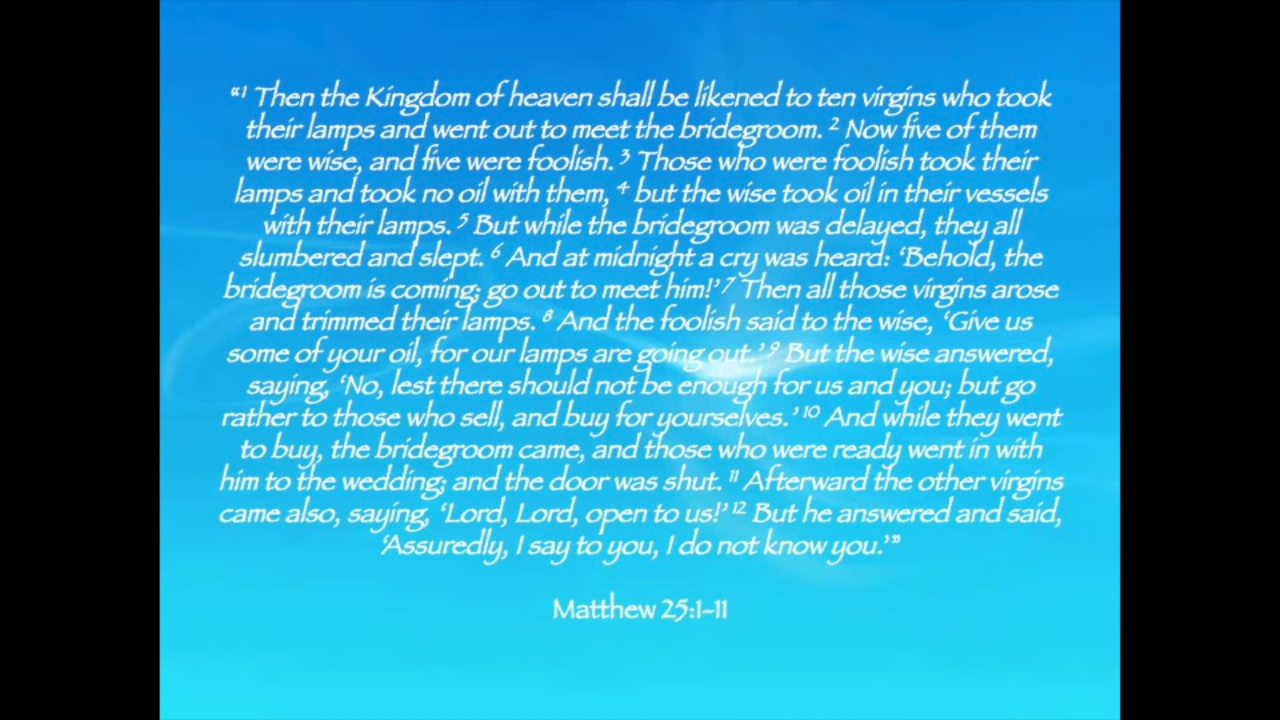 “1 Then the Kingdom of heaven shall be likened to ten virgins who took
their lamps and went out to meet the bridegroom. 2 Now five of them
were wise, and five were foolish. 3 Those who were foolish took their
lamps and took no oil with them, 4 but the wise took oil in their vessels
with their lamps. 5 But while the bridegroom was delayed, they all
slumbered and slept. 6 And at midnight a cry was heard: ‘Behold, the
bridegroom is coming; go out to meet him!’ 7 Then all those virgins arose
and trimmed their lamps. 8 And the foolish said to the wise, ‘Give us
some of your oil, for our lamps are going out.’ 9 But the wise answered,
saying, ‘No, lest there should not be enough for us and you; but go
rather to those who sell, and buy for yourselves.’ 10 And while they went
to buy, the bridegroom came, and those who were ready went in with
him to the wedding; and the door was shut. 11 Afterward the other virgins
came also, saying, ‘Lord, Lord, open to us!’ 12 But he answered and said,
‘Assuredly, I say to you, I do not know you.’”
Matthew 25:1-11